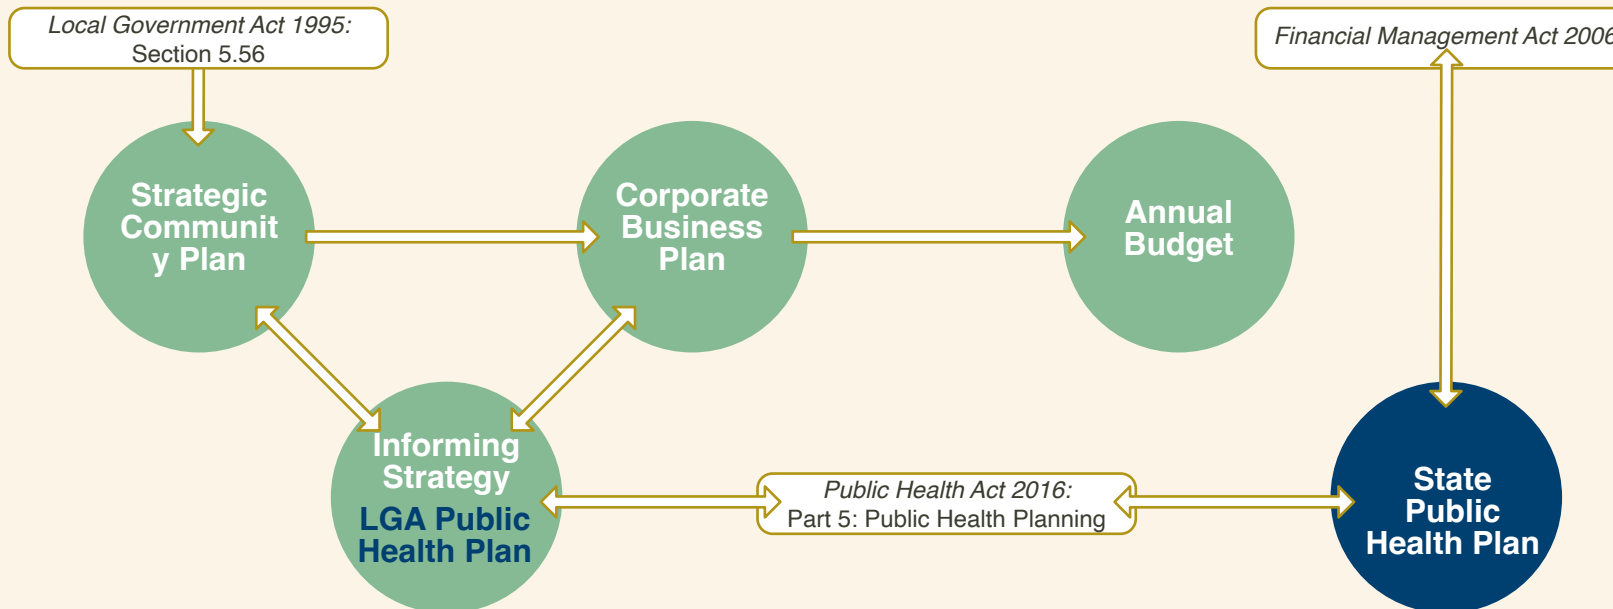 Local Government Act 1995:
Section 5.56
Financial Management Act 2006
Strategic
Communit
y Plan
Corporate
Business
Plan
Annual
Budget
Informing
Strategy
LGA Public
Health Plan
Public Health Act 2016:
Part 5: Public Health Planning
State
Public
Health Plan